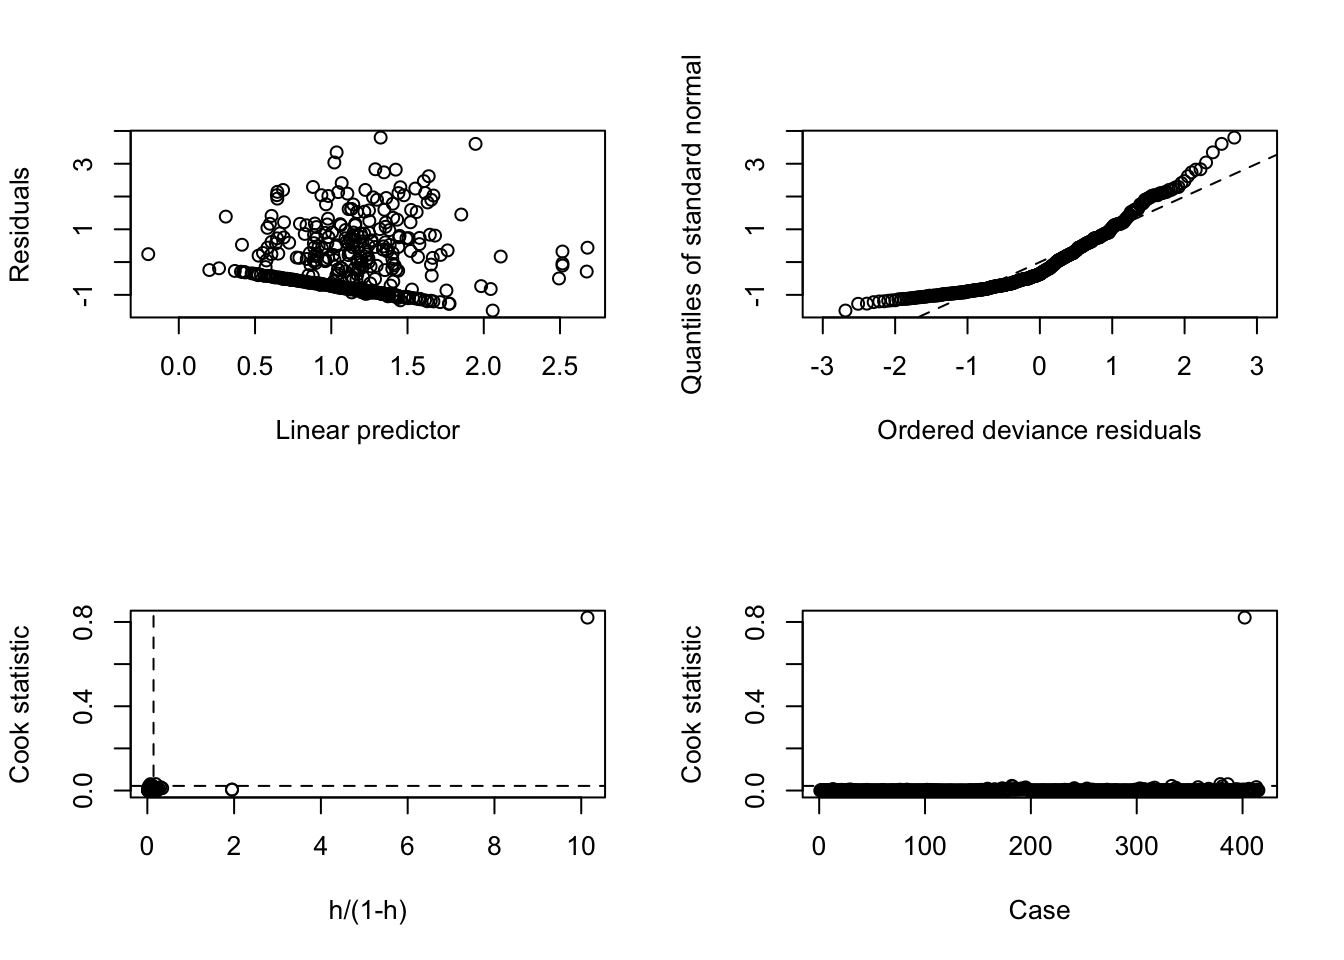 Residuals
3
1
-1
0.0 0.5 1.0 1.5 2.0 2.5
Linear predictor
Quantiles of standard normal
3
1
-1
-3 -2 -1 0 1 2 3
Ordered deviance residuals
Cook statistic
0.8
0.4
0.0
0 2 4 6 8 10
h/(1-h)
Cook statistic
0.8
0.4
0.0
0 100 200 300 400
Case